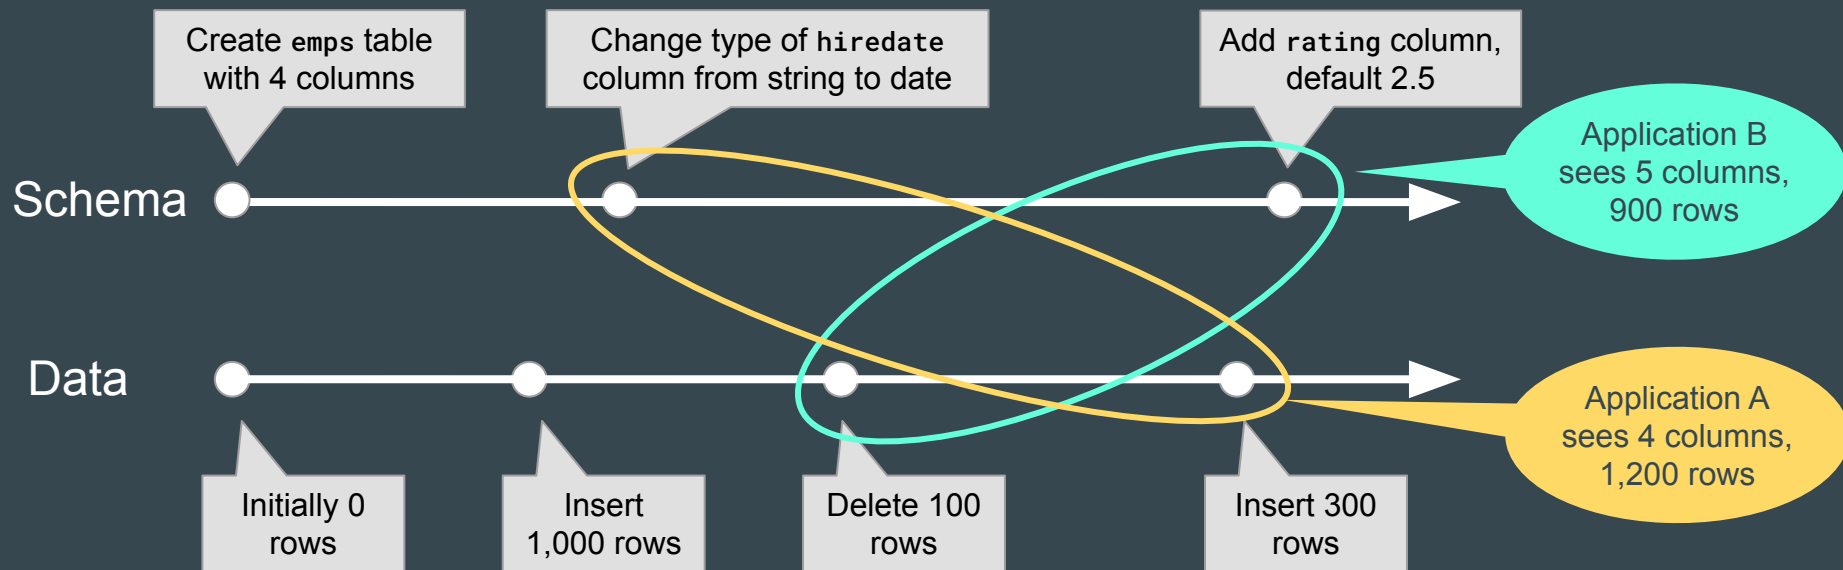 Create emps table
with 4 columns
Change type of hiredate
column from string to date
Add rating column,
default 2.5
Application B
sees 5 columns,
900 rows
Schema
Data
Application A
sees 4 columns,
1,200 rows
Initially 0
rows
Insert
1,000 rows
Delete 100
rows
Insert 300
rows